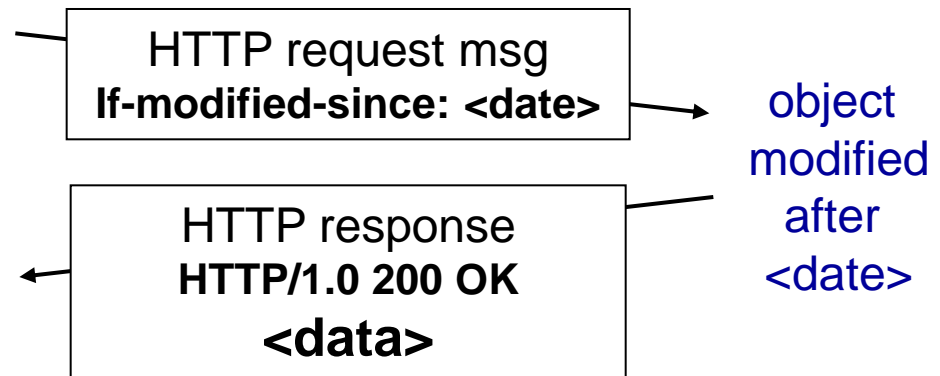 HTTP request msg
If-modified-since: <date>
object
modified
after
<date>
HTTP response
HTTP/1.0 200 OK
<data>